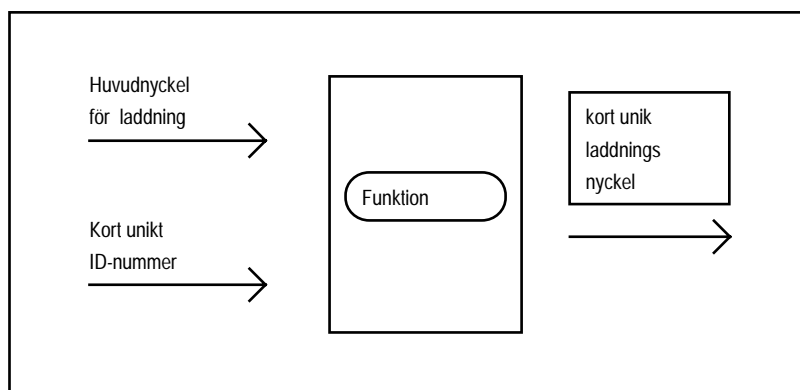 Huvudnyckel
för laddning
Kort unikt
ID-nummer
Funktion
kort unik
laddnings
nyckel